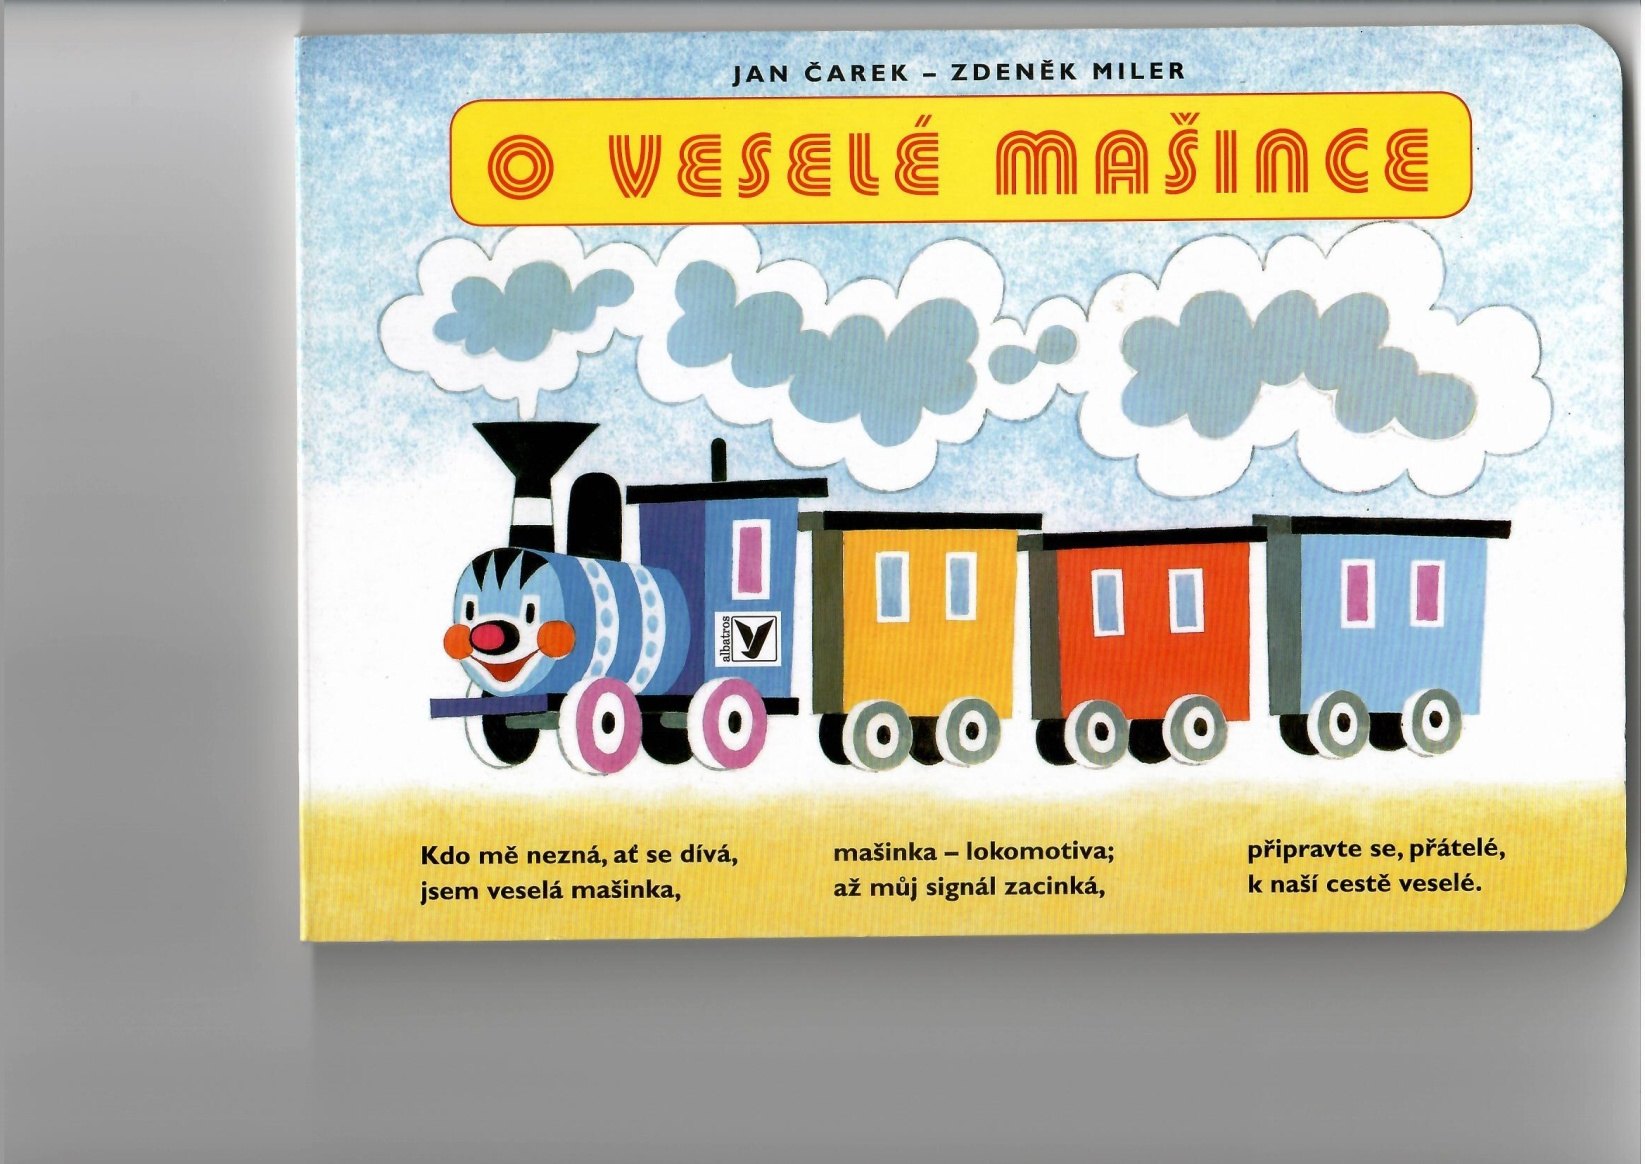 JAN ČAREK – ZDENĚK MILER
O VESELÉ MAŠINCE
albatros
Kdo mě nezná, ať se dívá,
jsem veselá mašinka,
mašinka – lokomotiva;
až můj signál zacinká,
připravte se, přátelé,
k naší cestě veselé.